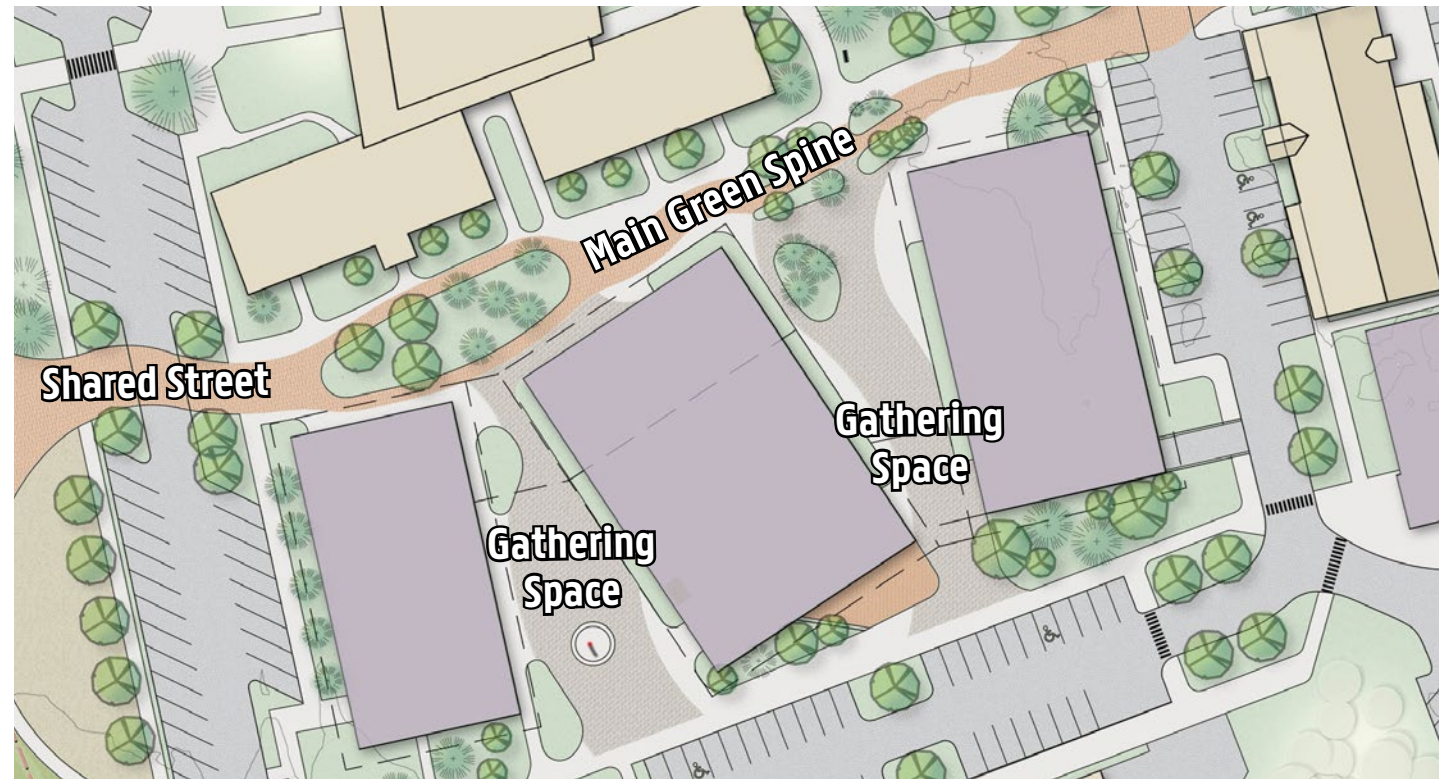 Main Green Spine
Shared Street
Gathering
Space
Gathering
Space